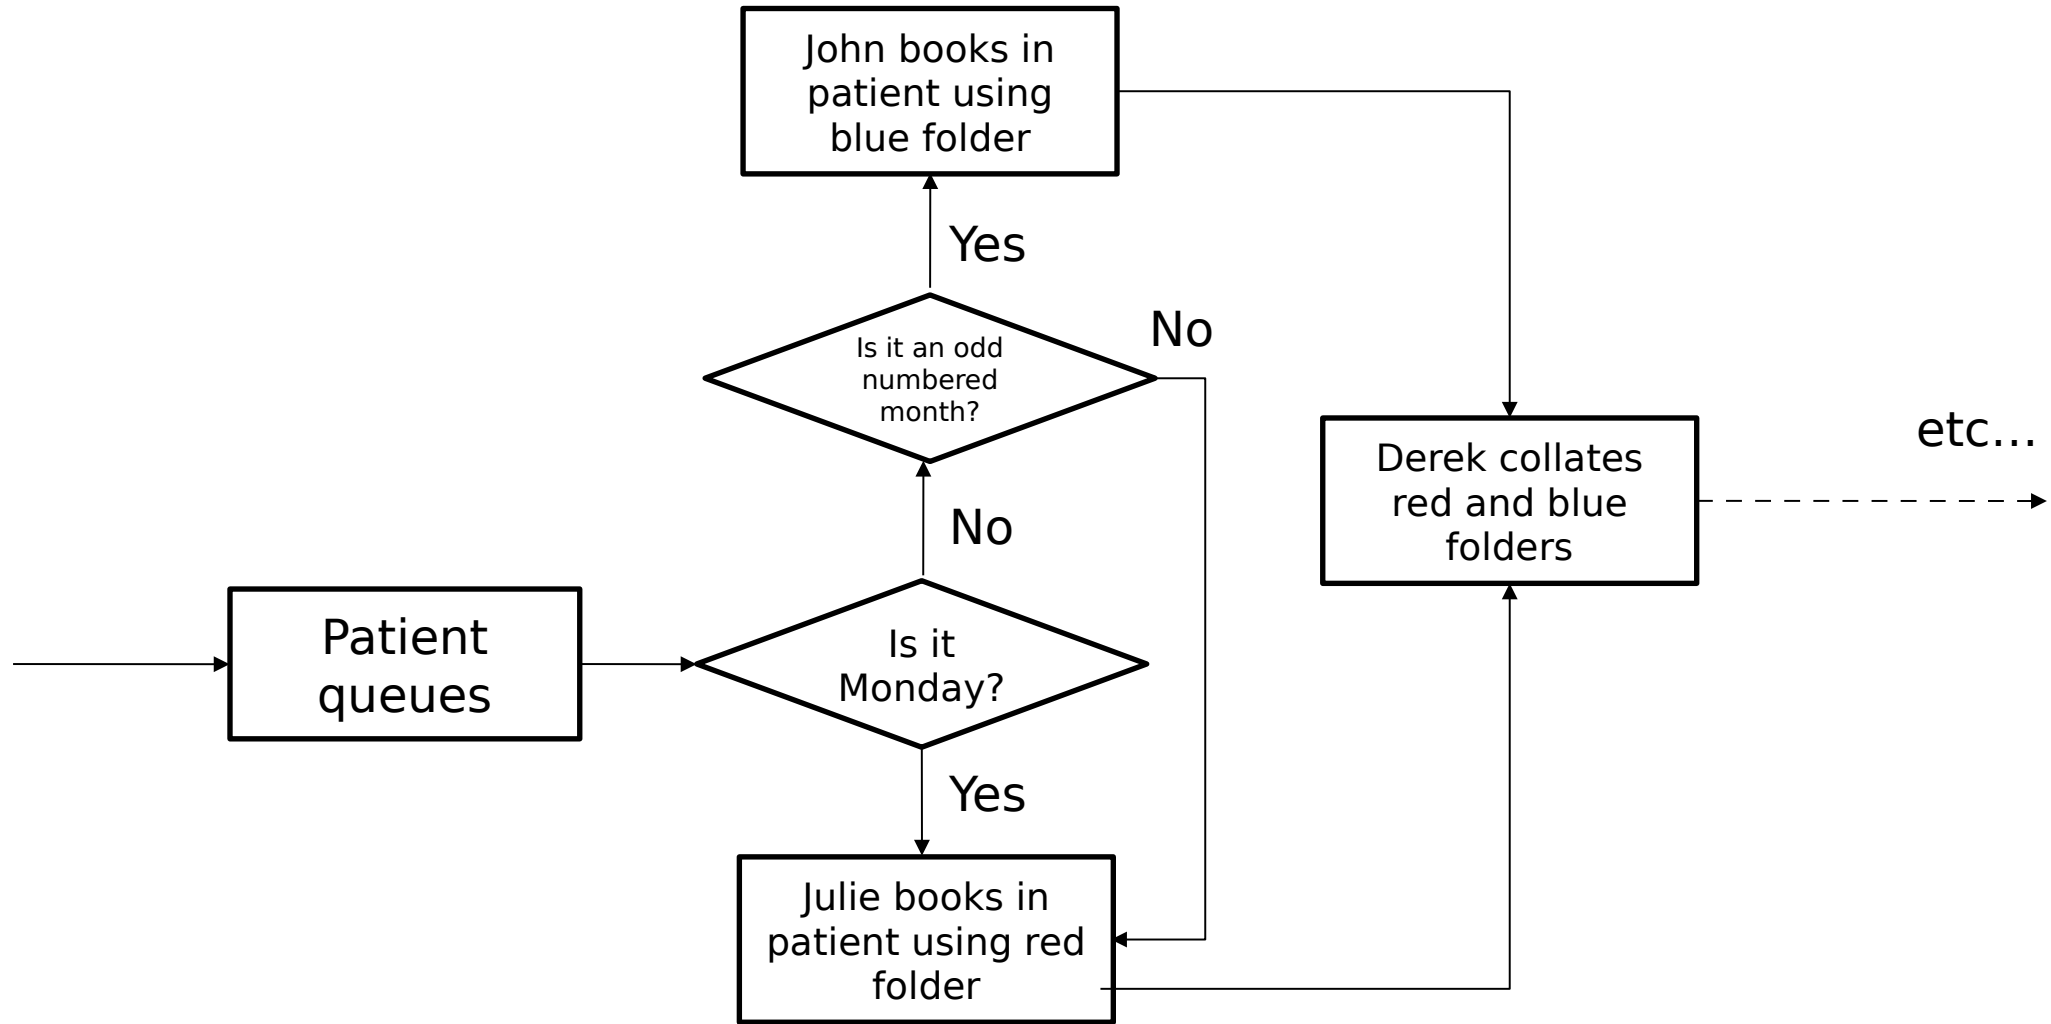 John books in
patient using
blue folder
Yes
No
Is it an odd
numbered
month?
etc...
Derek collates
red and blue
folders
No
Patient
queues
Is it
Monday?
Yes
Julie books in
patient using red
folder